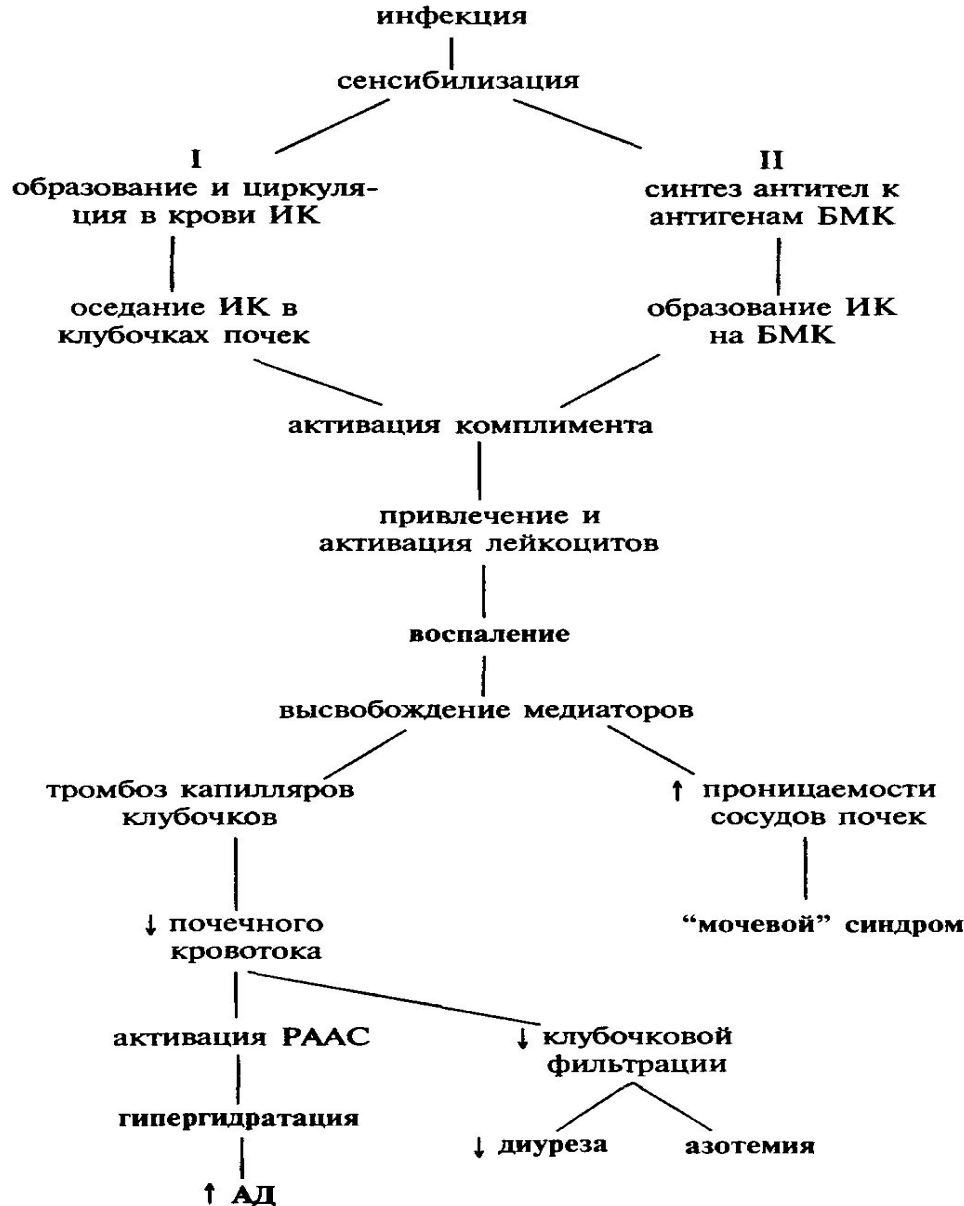 инфекция
сенсибилизация
I
образование и циркуля-
ция в крови ИК
II
синтез антител к
антигенам БМК
оседание ИК в
клубочках почек
образование ИК
на БМК
активация комплимента
привлечение и
активация лейкоцитов
воспаление
высвобождение медиаторов
тромбоз капилляров
клубочков
↑ проницаемости
сосудов почек
↓ почечного
кровотока
“мочевой” синдром
активация РААС
↓ клубочковой
фильтрации
гипергидратация
↓ диуреза
азотемия
↑ АД